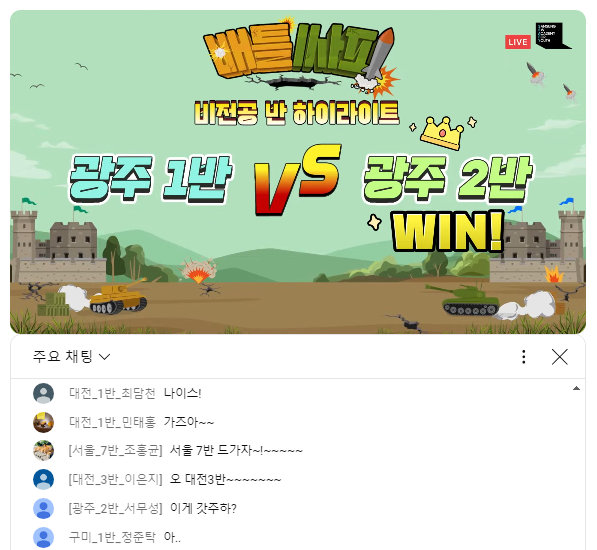 배틀싸피
LIVE
SAMSUNG
SW ACADEMY
FOR YOUTH
비전공 반 하이라이트
광주 1반 VS 광주 2반
WIN!
주요 채팅
대전_1반_최담천 나이스!
대전_1반_민태홍 가즈아~~
[서울_7반_조홍균] 서울 7반 드가자~!~~~~~
[대전_3반_이은지] 오 대전3반~~~~~~~
[광주_2반_서무성] 이게 갓주하?
구미_1반_정준탁 아..